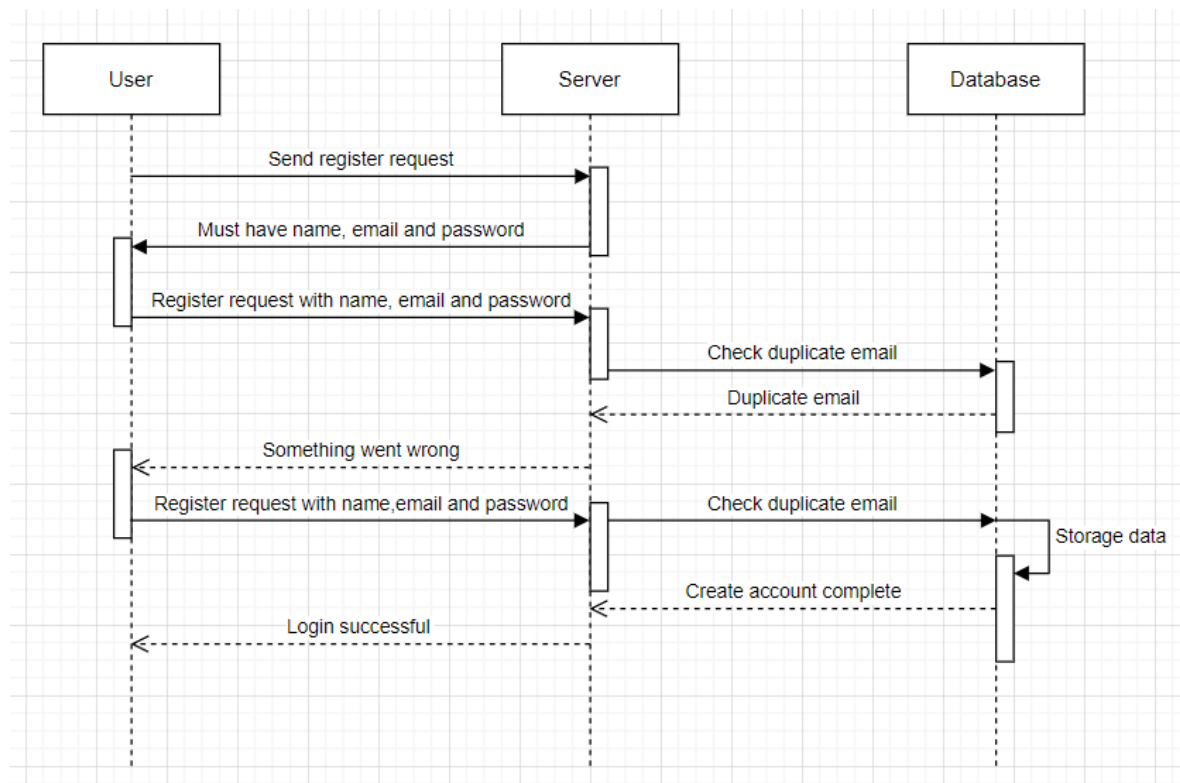 User
Server
Database
Send register request
Must have name, email and password
Register request with name, email and password
Check duplicate email
Duplicate email
Something went wrong
Register request with name,email and password
Check duplicate email
Storage data
Create account complete
Login successful